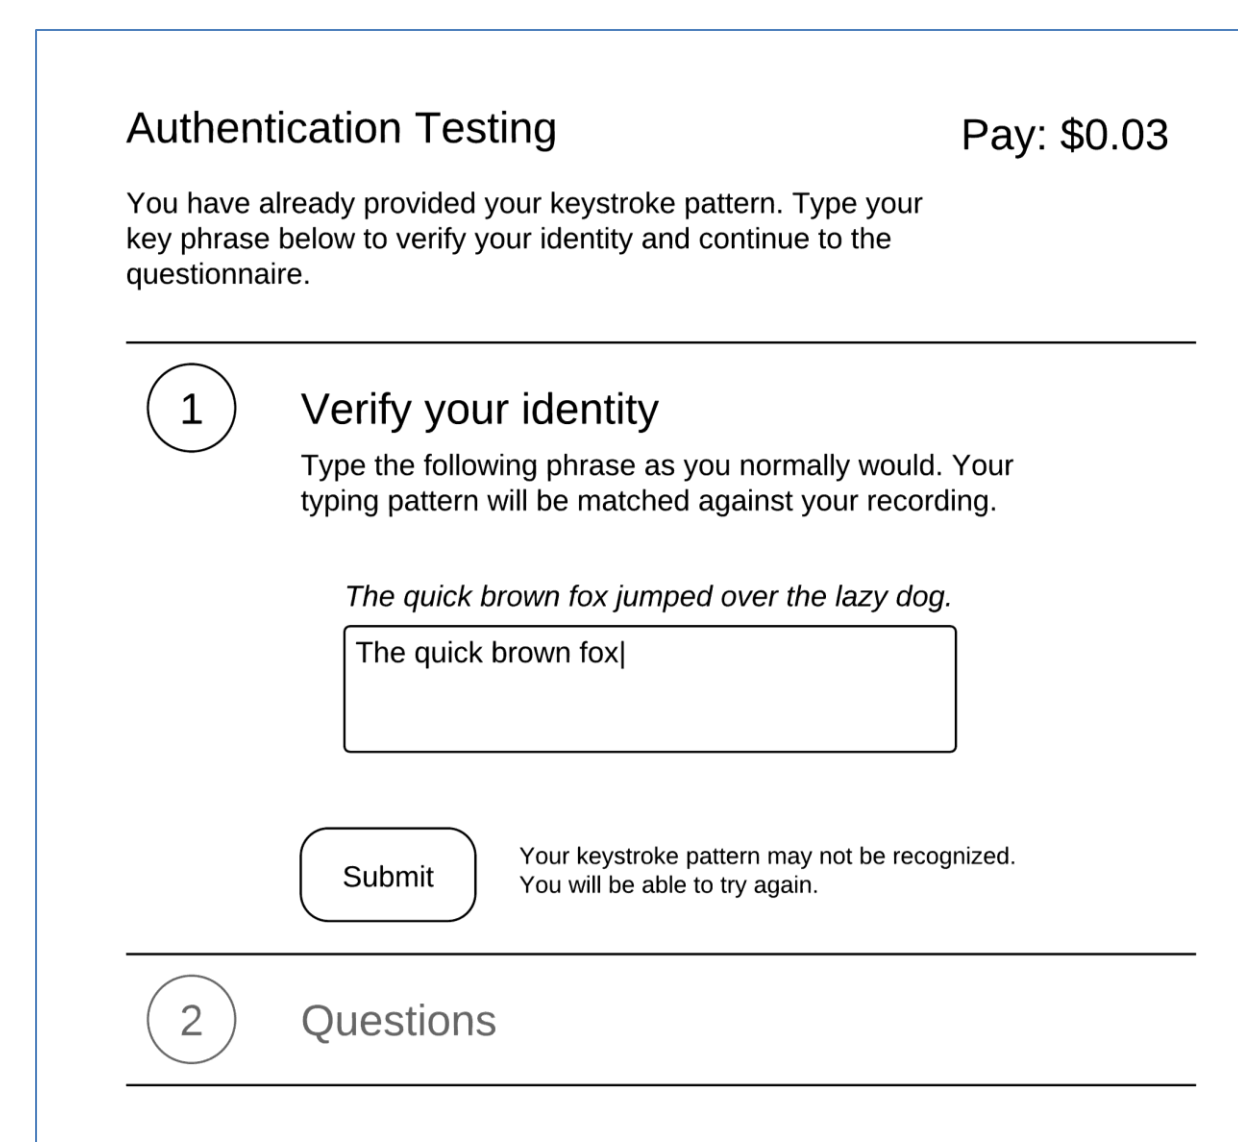 Authentication Testing
Pay: $0.03
You have already provided your keystroke pattern. Type your
key phrase below to verify your identity and continue to the
questionnaire.
1
Verify your identity
Type the following phrase as you normally would. Your
typing pattern will be matched against your recording.
The quick brown fox jumped over the lazy dog.
The quick brown fox
Submit
Your keystroke pattern may not be recognized.
You will be able to try again.
2
Questions